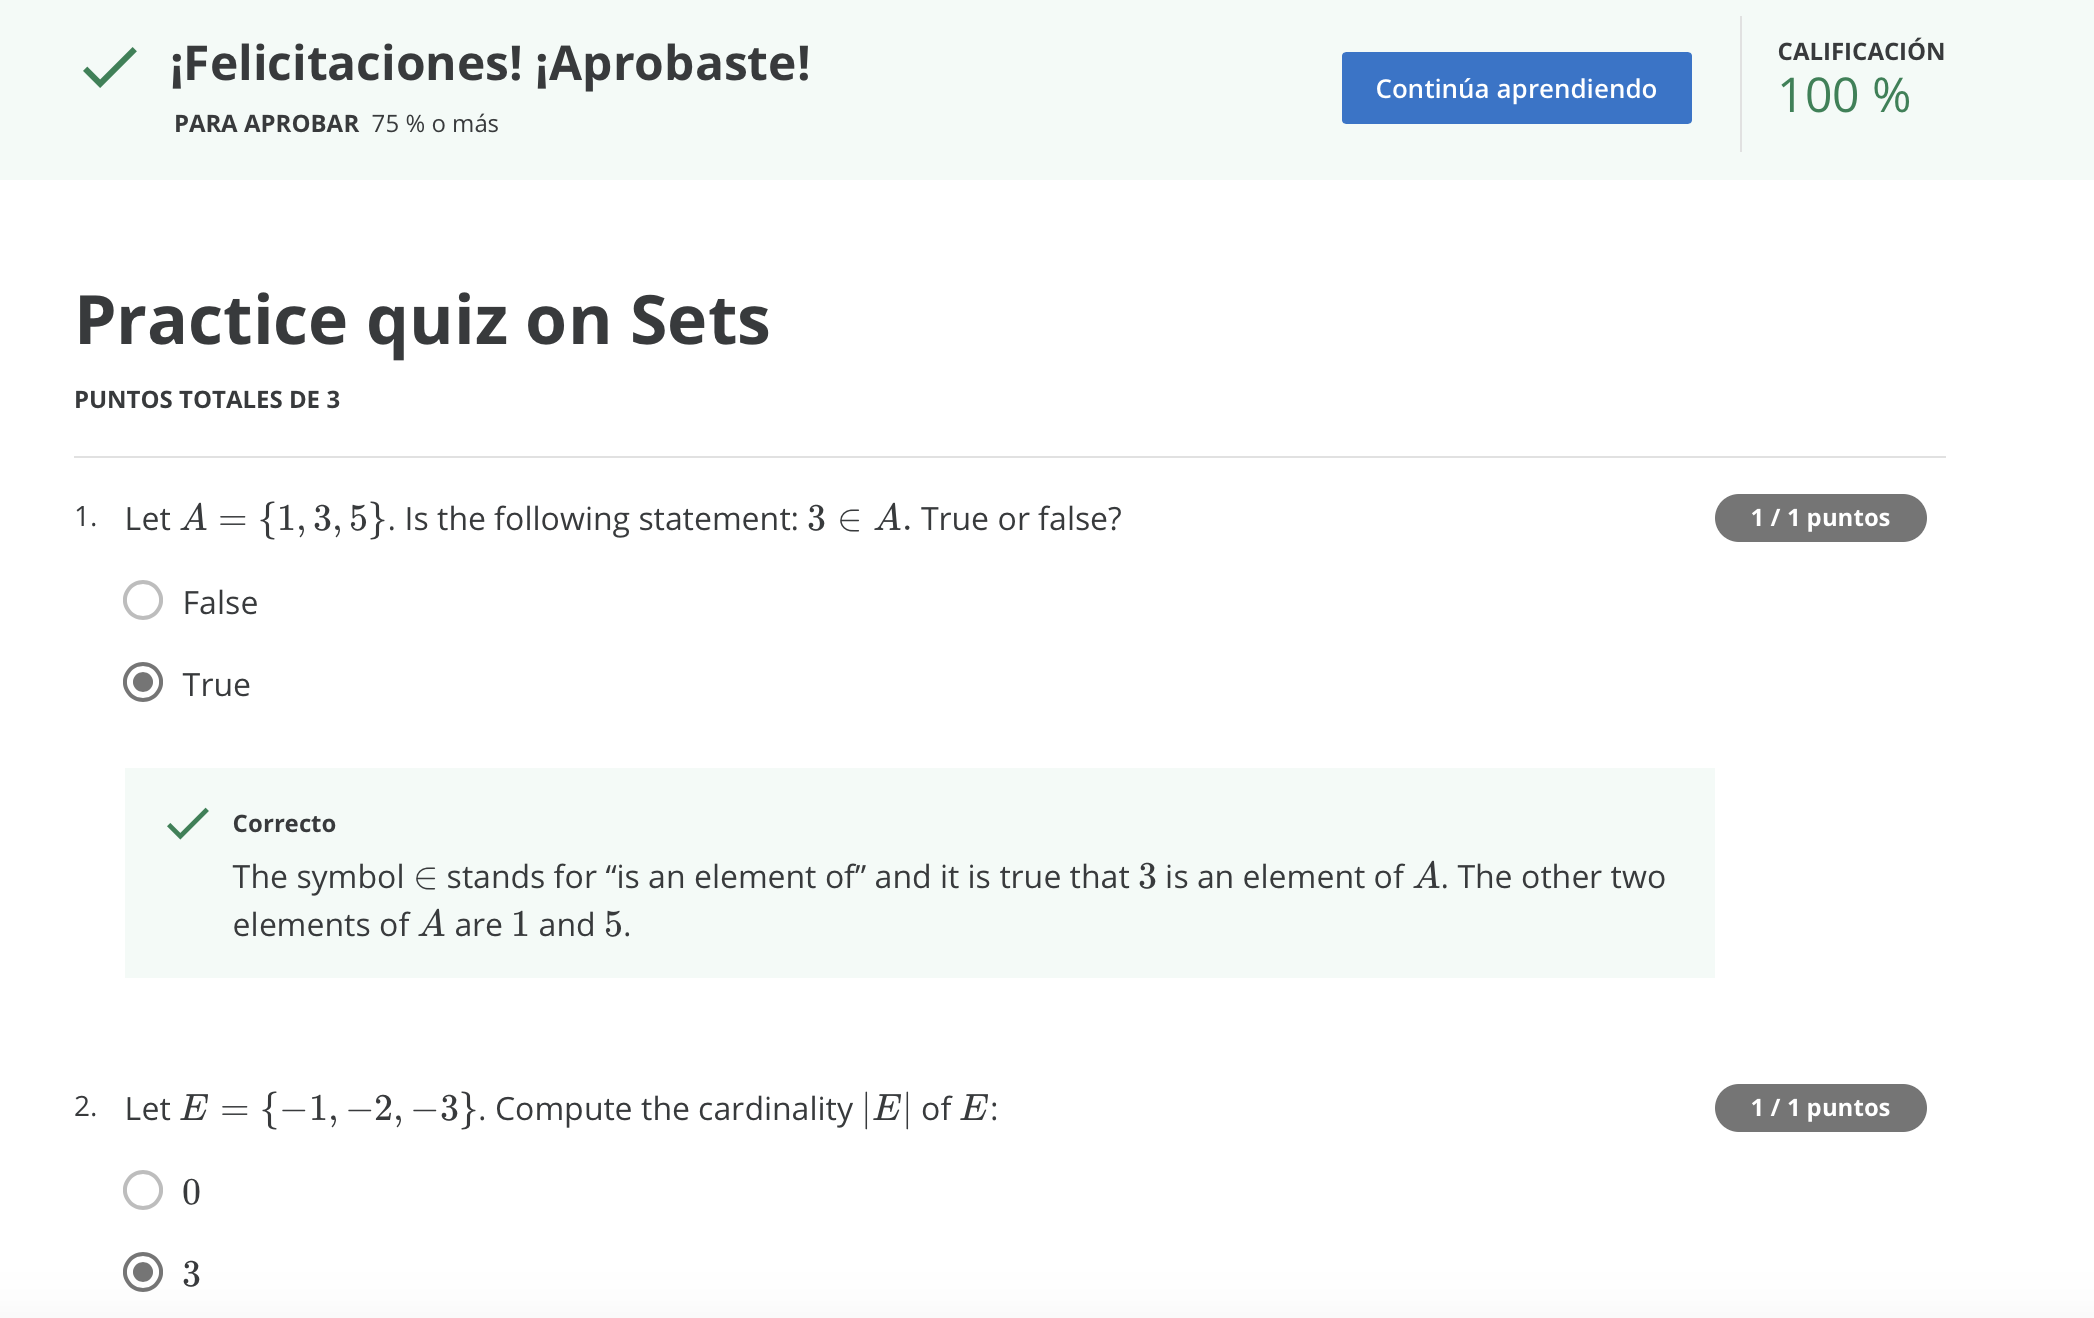 ¡Felicitaciones! ¡Aprobaste!
PARA APROBAR 75 % o más
Continúa aprendiendo
CALIFICACIÓN
100 %
Practice quiz on Sets
PUNTOS TOTALES DE 3
1. Let A = {1, 3, 5}. Is the following statement: 3 ∈ A. True or false?
1 / 1 puntos
False
True
Correcto
The symbol ∈ stands for “is an element of” and it is true that 3 is an element of A. The other two
elements of A are 1 and 5.
2. Let E = {−1, −2, −3}. Compute the cardinality |E| of E:
1 / 1 puntos
0
3